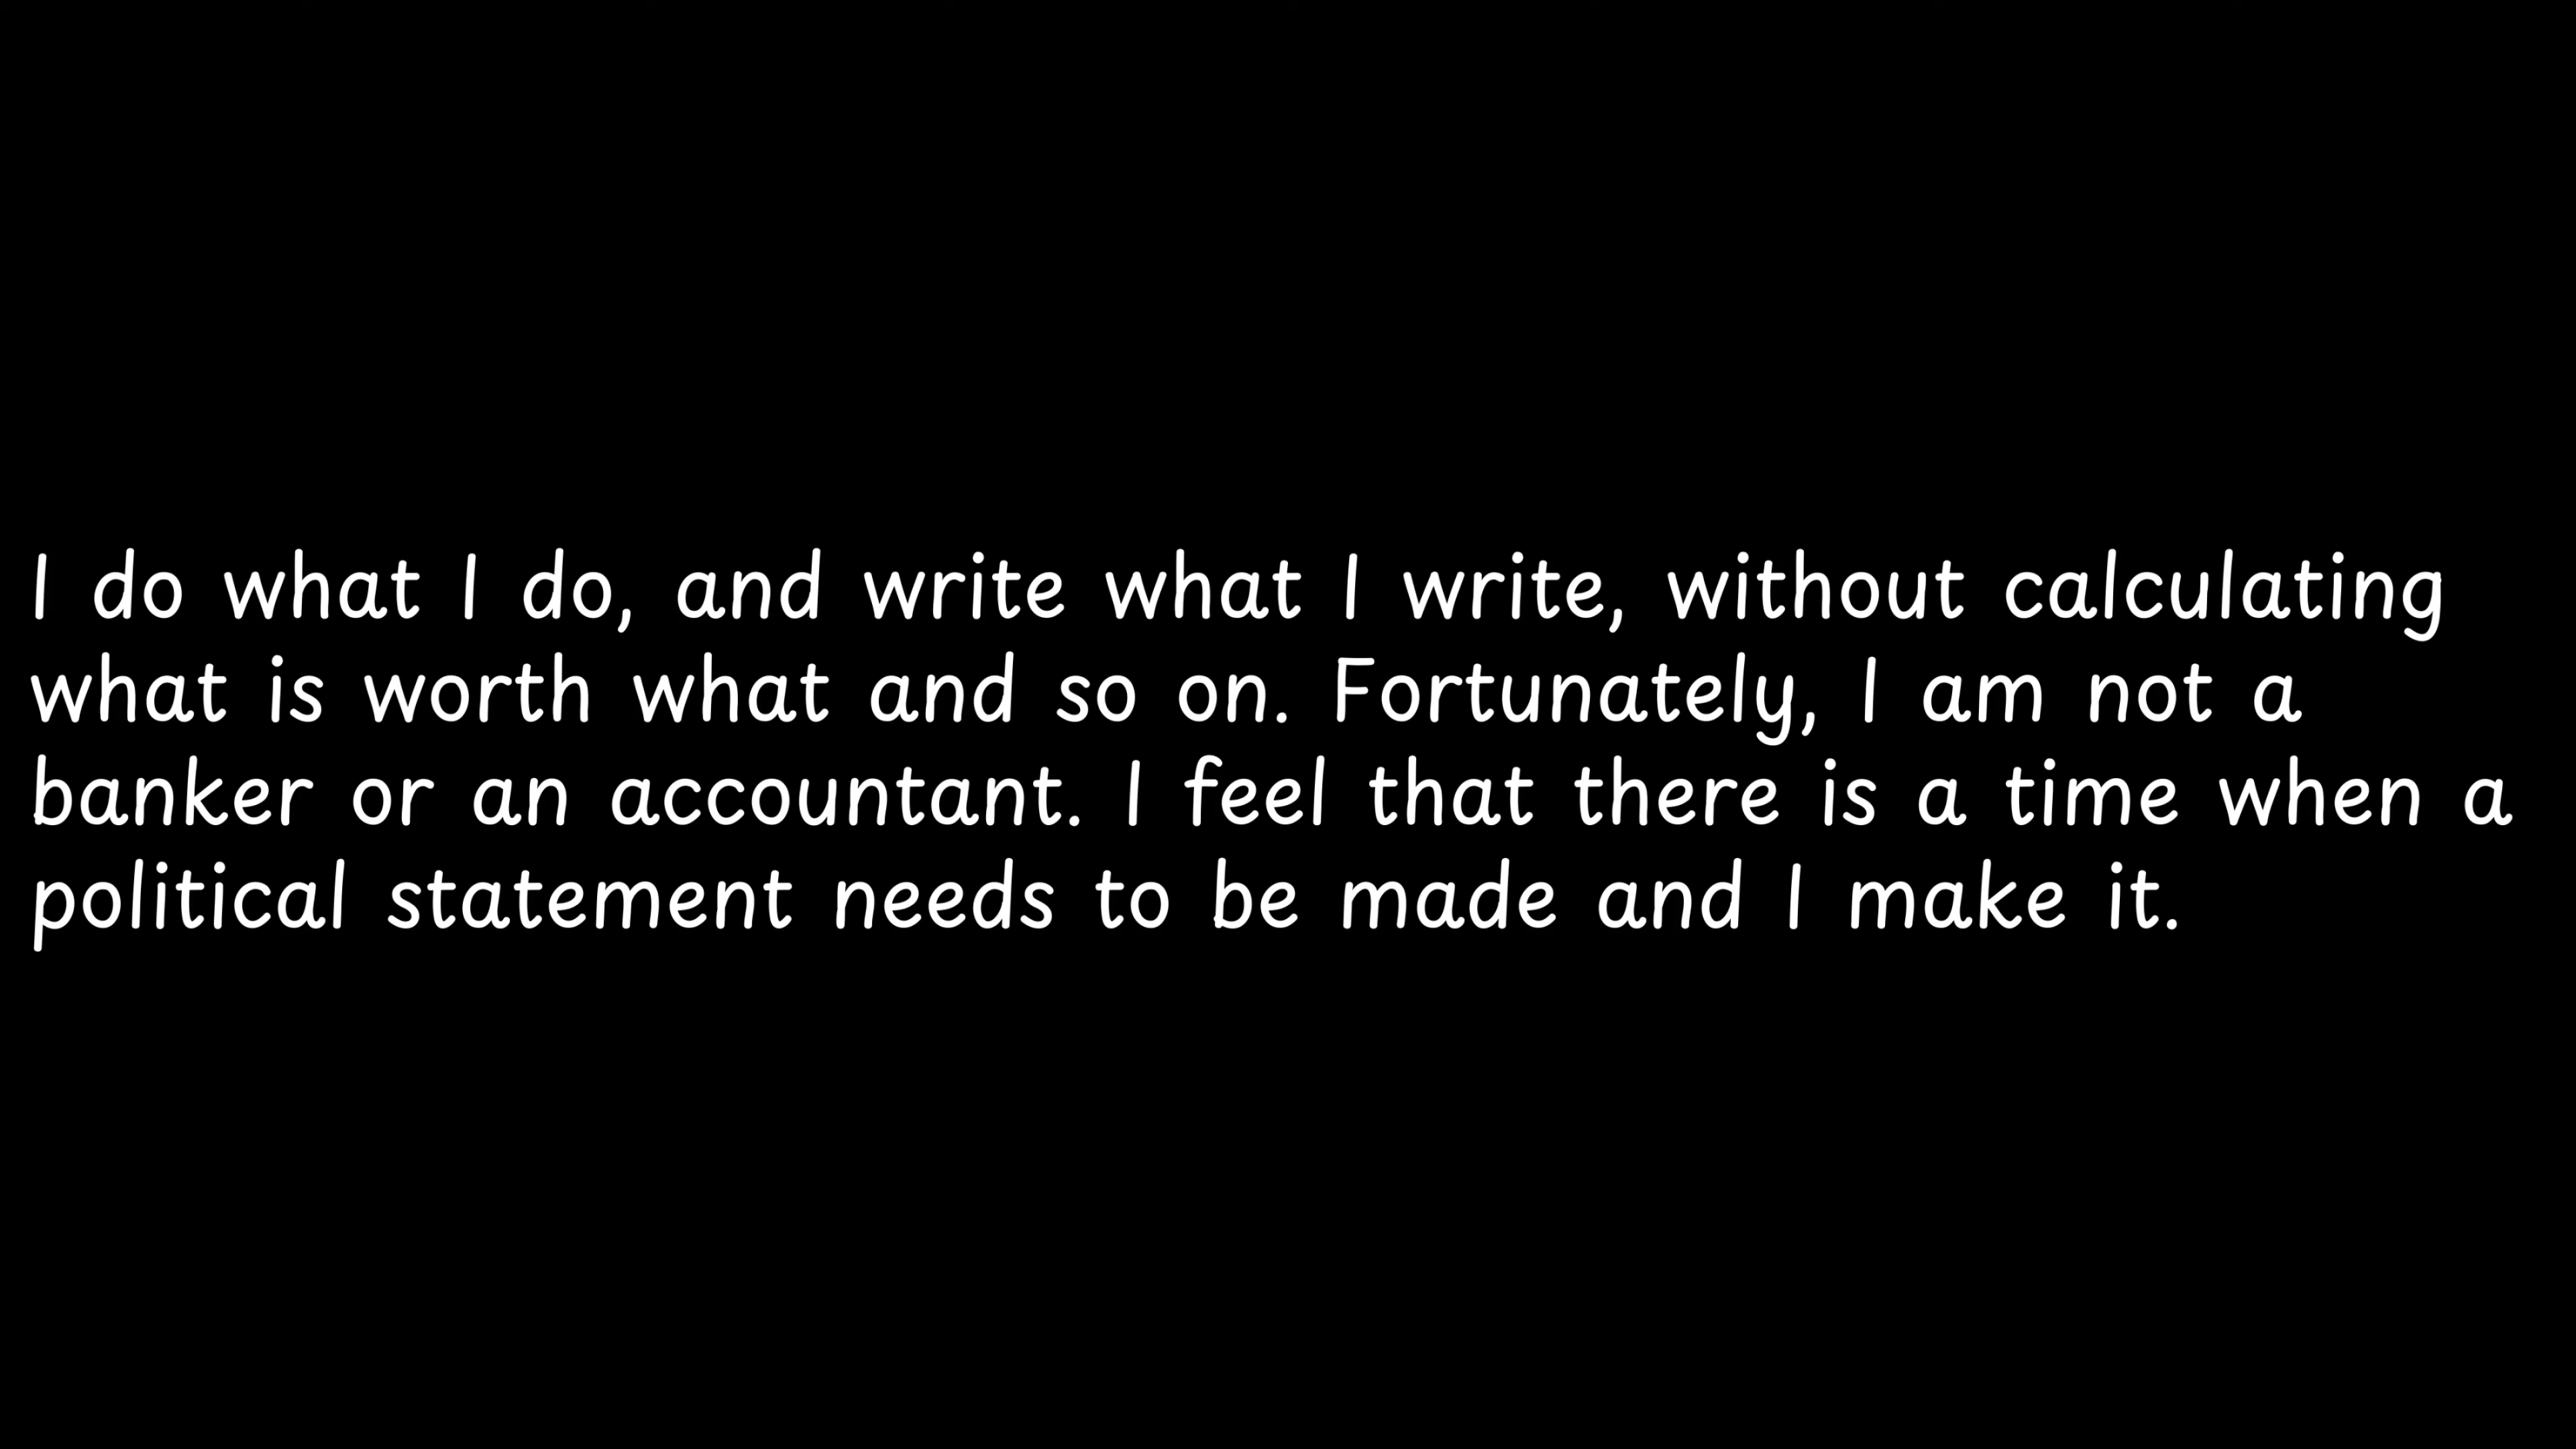 I do what I do, and write what I write, without calculating
what is worth what and so on. Fortunately, I am not a
banker or an accountant. I feel that there is a time when a
political statement needs to be made and I make it.